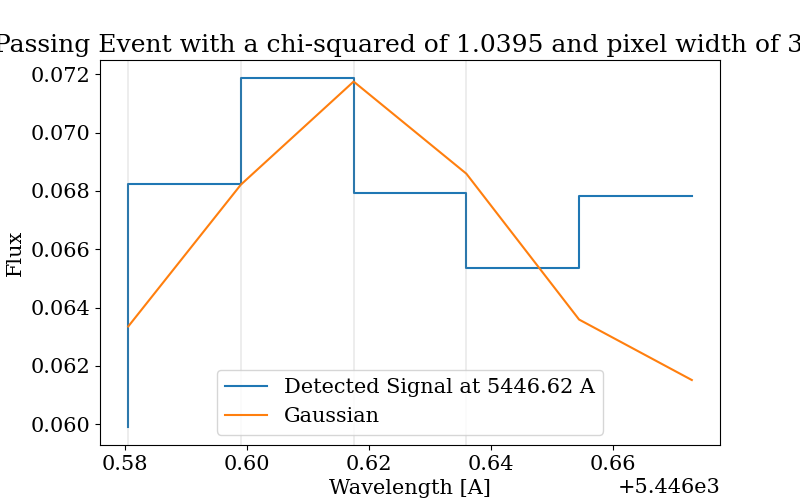 Passing Event with a chi-squared of 1.0395 and pixel width of 3
0.072
0.070
0.068
0.066
0.064
0.062
0.060
Flux
Detected Signal at 5446.62 A
Gaussian
0.58 0.60 0.62 0.64 0.66
Wavelength [A]
+5.446e3